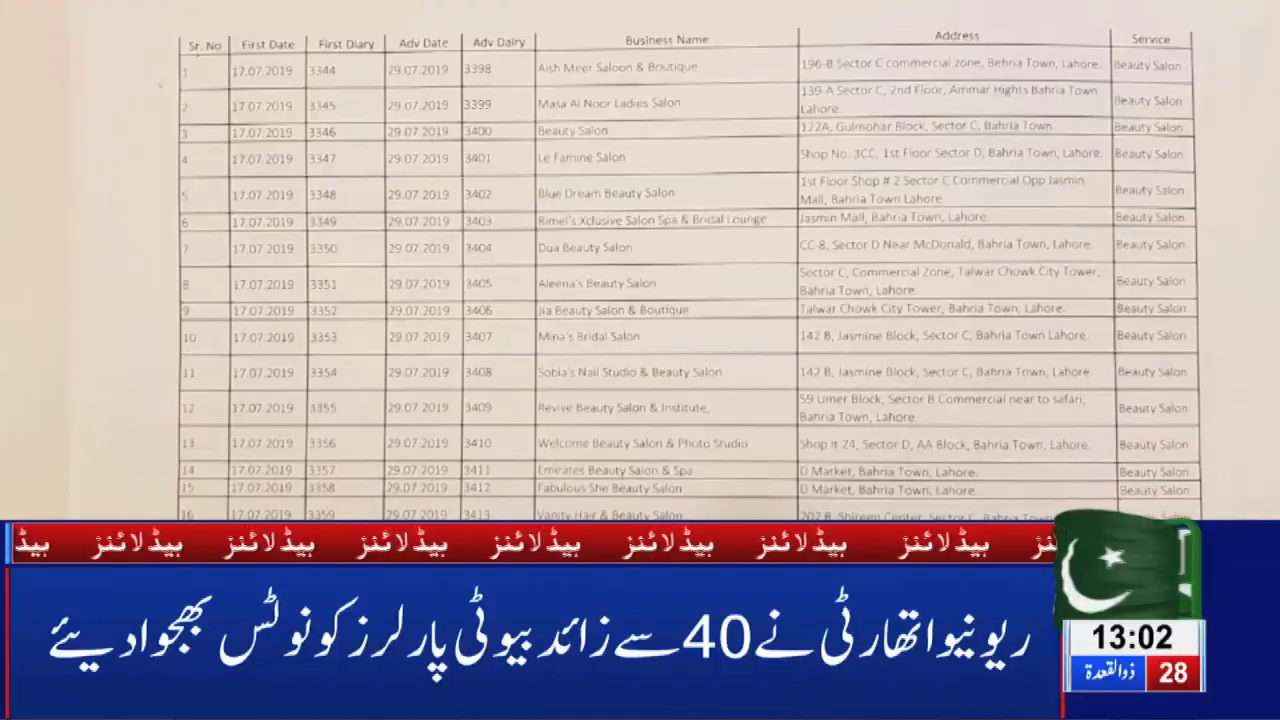 Sr. No First Date First Diary Adv Date Adv Dairy Business Name Address Service
1 17.07.2019 3344 29.07.2019 3398 Aish Meer Saloon & Boutique 196-B Sector C commercial zone, Behria Town, Lahore. Beauty Salon
2 17.07.2019 3345 29.07.2019 3399 Masa Al Noor Ladies Salon 139-A Sector C, 2nd Floor, Ammar Hights Bahria Town Lahore. Beauty Salon
3 17.07.2019 3346 29.07.2019 3400 Beauty Salon 122A, Gulmohar Block, Sector C, Bahria Town. Beauty Salon
4 17.07.2019 3347 29.07.2019 3401 Le Famine Salon Shop No. 3CC, 1st Floor Sector D, Bahria Town, Lahore. Beauty Salon
5 17.07.2019 3348 29.07.2019 3402 Blue Dream Beauty Salon 1st Floor Shop # 2 Sector C Commercial Opp Jasmin Mall, Bahria Town Lahore Beauty Salon
6 17.07.2019 3349 29.07.2019 3403 Rimel's Xclusive Salon Spa & Bridal Lounge Jasmin Mall, Bahria Town, Lahore. Beauty Salon
7 17.07.2019 3350 29.07.2019 3404 Dua Beauty Salon CC-8, Sector D Near McDonald, Bahria Town, Lahore. Beauty Salon
8 17.07.2019 3351 29.07.2019 3405 Aleena's Beauty Salon Sector C, Commercial Zone, Talwar Chowk City Tower, Bahria Town, Lahore. Beauty Salon
9 17.07.2019 3352 29.07.2019 3406 Jia Beauty Salon & Boutique Talwar Chowk City Tower, Bahria Town, Lahore. Beauty Salon
10 17.07.2019 3353 29.07.2019 3407 Mina's Bridal Salon 142 B, Jasmine Block, Sector C, Bahria Town, Lahore. Beauty Salon
11 17.07.2019 3354 29.07.2019 3408 Sobia's Nail Studio & Beauty Salon 142 B, Jasmine Block, Sector C, Bahria Town, Lahore Beauty Salon
12 17.07.2019 3355 29.07.2019 3409 Revive Beauty Salon & Institute, 59 Umer Block, Sector B Commercial near to safari, Bahria Town, Lahore. Beauty Salon
13 17.07.2019 3356 29.07.2019 3410 Welcome Beauty Salon & Photo Studio Shop # 24, Sector D, AA Block, Bahria Town, Lahore. Beauty Salon
14 17.07.2019 3357 29.07.2019 3411 Emirates Beauty Salon & Spa D Market, Bahria Town, Lahore. Beauty Salon
15 17.07.2019 3358 29.07.2019 3412 Fabulous She Beauty Salon D Market, Bahria Town, Lahore. Beauty Salon
16 17.07.2019 3359 29.07.2019 3413 Vanity Hair & Beauty Salon 207 B, Shireen Center, Sector C, Bahria Town, Lahore Beauty Salon
ہیڈلائنز ہیڈلائنز ہیڈلائنز ہیڈلائنز ہیڈلائنز ہیڈلائنز ہیڈلائنز
ریونیو اتھارٹی نے 40 سے زائد بیوٹی پارلرز کو نوٹس بھجوا دیئے
13:02
28 ذوالقعدة